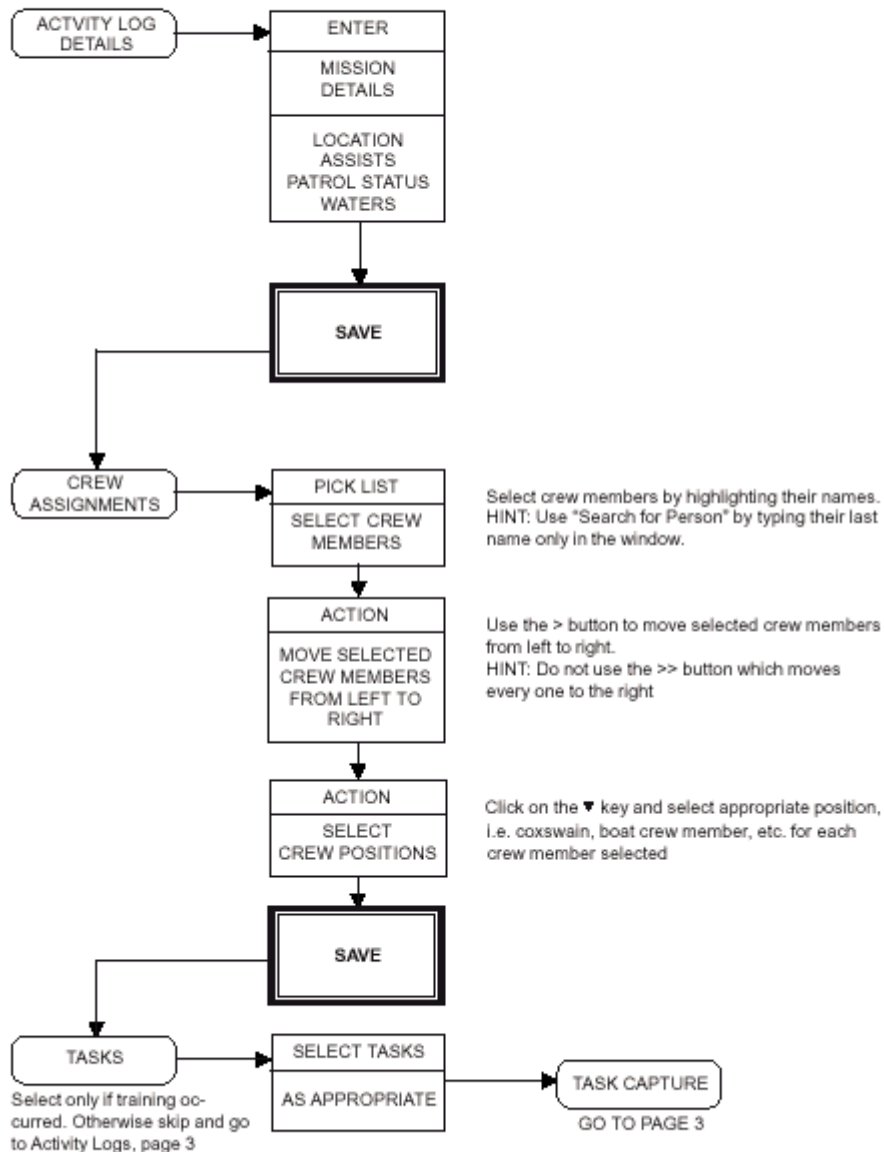 ACTVITY LOG
DETAILS
ENTER
MISSION
DETAILS
LOCATION
ASSISTS
PATROL STATUS
WATERS
SAVE
CREW
ASSIGNMENTS
PICK LIST
SELECT CREW
MEMBERS
Select crew members by highlighting their names.
HINT: Use "Search for Person" by typing their last
name only in the window.
ACTION
MOVE SELECTED
CREW MEMBERS
FROM LEFT TO
RIGHT
Use the > button to move selected crew members
from left to right.
HINT: Do not use the >> button which moves
every one to the right
ACTION
SELECT
CREW POSITIONS
Click on the ▼ key and select appropriate position,
i.e. coxswain, boat crew member, etc. for each
crew member selected
SAVE
TASKS
Select only if training oc-
curred. Otherwise skip and go
to Activity Logs, page 3
SELECT TASKS
AS APPROPRIATE
TASK CAPTURE
GO TO PAGE 3